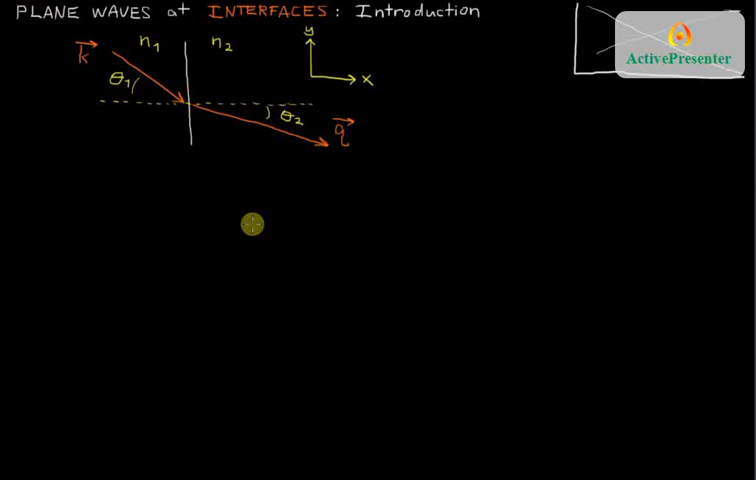 PLANE WAVES at INTERFACES: Introduction
k n₁ n₂ y
θ₁ x
θ₂ q
ActivePresenter